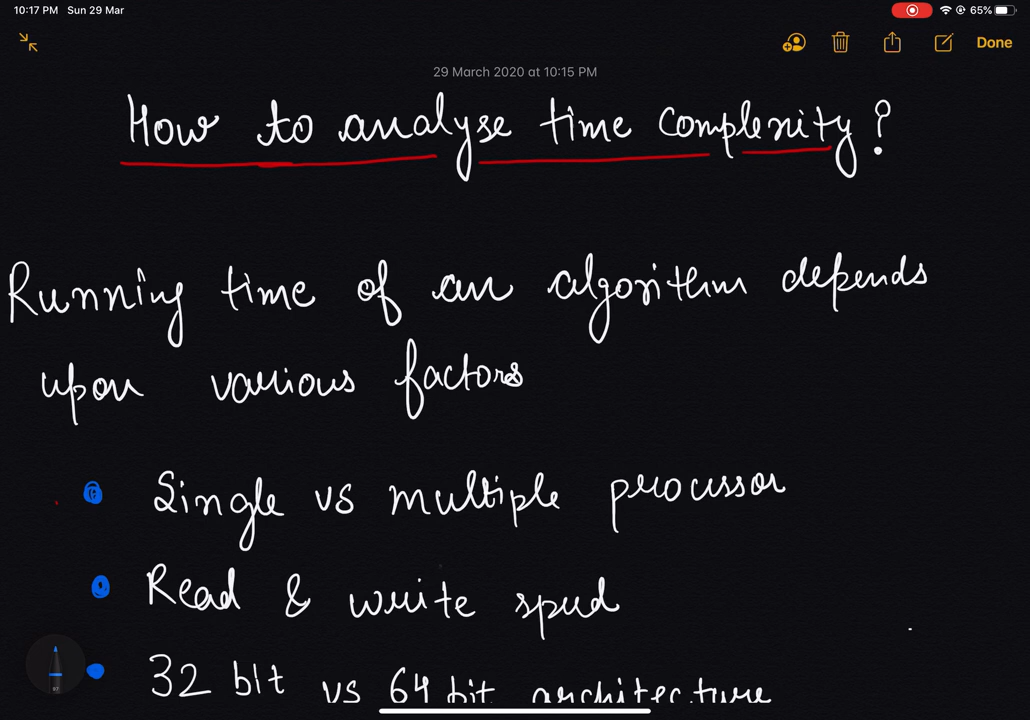 10:17 PM Sun 29 Mar 65%
Done
29 March 2020 at 10:15 PM
How to analyse time complexity?
Running time of an algorithm depends
upon various factors
Single vs multiple processor
Read & write speed
32 bit vs 64 bit architecture
97